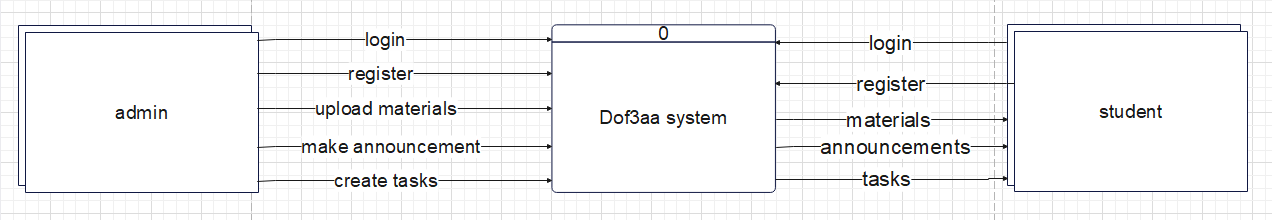 0
login
login
register
register
admin
upload materials
Dof3aa system
student
materials
make announcement
announcements
create tasks
tasks